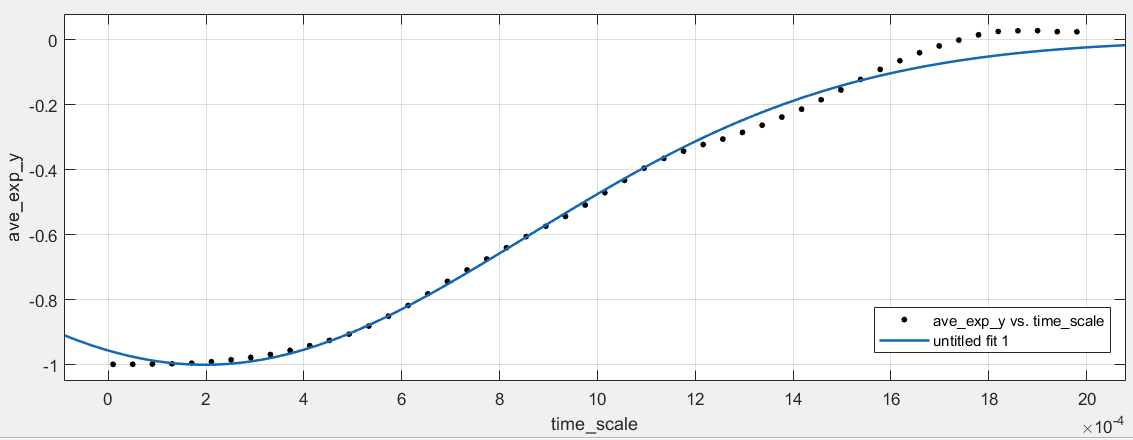 0
-0.2
-0.4
-0.6
-0.8
-1
ave_exp_y
0 2 4 6 8 10 12 14 16 18 20
time_scale
×10-4
ave_exp_y vs. time_scale
untitled fit 1